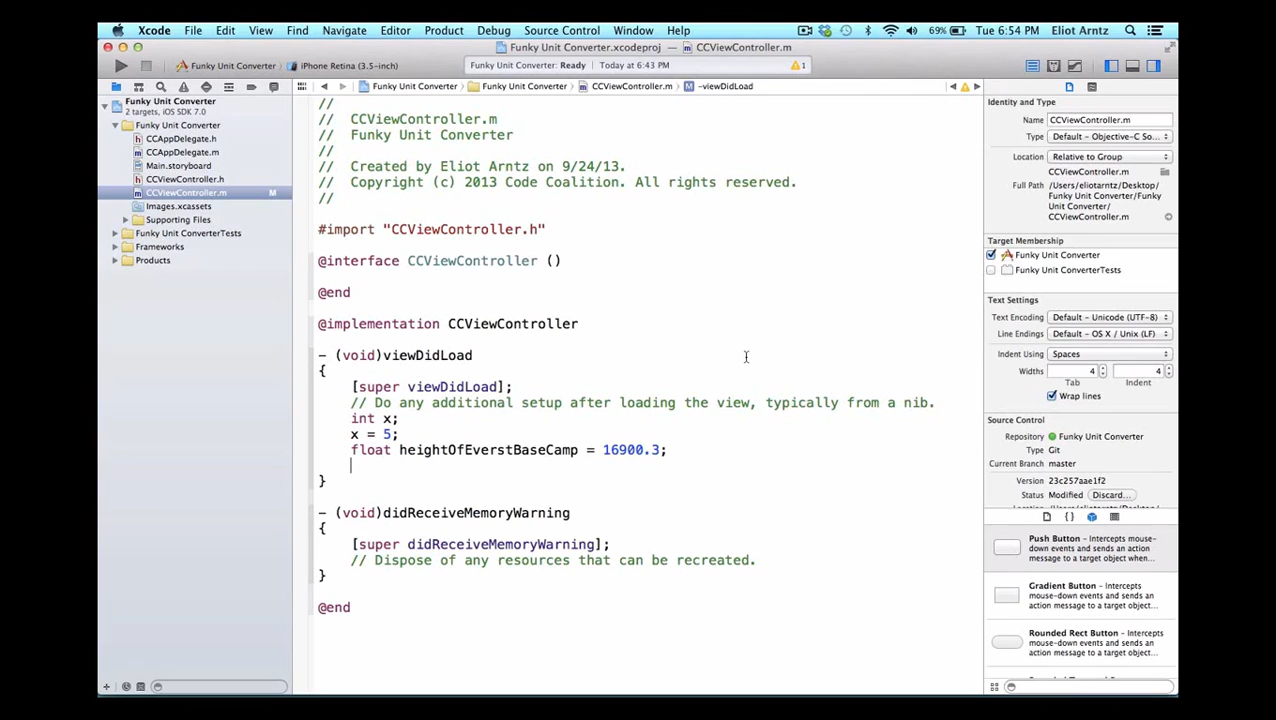 Xcode File Edit View Find Navigate Editor Product Debug Source Control Window Help 69% Tue 6:54 PM Eliot Arntz
Funky Unit Converter.xcodeproj — CCViewController.m
Funky Unit Converter iPhone Retina (3.5-inch) Funky Unit Converter: Ready Today at 6:43 PM 1
Funky Unit Converter Funky Unit Converter CCViewController.m M -viewDidLoad
Funky Unit Converter
2 targets, iOS SDK 7.0
Funky Unit Converter
CCAppDelegate.h
CCAppDelegate.m
Main.storyboard
CCViewController.h
CCViewController.m M
Images.xcassets
Supporting Files
Funky Unit ConverterTests
Frameworks
Products
//
// CCViewController.m
// Funky Unit Converter
//
// Created by Eliot Arntz on 9/24/13.
// Copyright (c) 2013 Code Coalition. All rights reserved.
//
#import "CCViewController.h"
@interface CCViewController ()
@end
@implementation CCViewController
- (void)viewDidLoad
{
[super viewDidLoad];
// Do any additional setup after loading the view, typically from a nib.
int x;
x = 5;
float heightOfEverstBaseCamp = 16900.3;
}
- (void)didReceiveMemoryWarning
{
[super didReceiveMemoryWarning];
// Dispose of any resources that can be recreated.
}
@end
Identity and Type
Name CCViewController.m
Type Default - Objective-C So...
Location Relative to Group
CCViewController.m
Full Path /Users/eliotarntz/Desktop/
Funky Unit Converter/Funky
Unit Converter/
CCViewController.m
Target Membership
Funky Unit Converter
Funky Unit ConverterTests
Text Settings
Text Encoding Default - Unicode (UTF-8)
Line Endings Default - OS X / Unix (LF)
Indent Using Spaces
Widths 4 4
Tab Indent
Wrap lines
Source Control
Repository Funky Unit Converter
Type Git
Current Branch master
Version 23c257aae1f2
Status Modified Discard...
Push Button - Intercepts mouse-
down events and sends an action
message to a target object when...
Gradient Button - Intercepts
mouse-down events and sends an
action message to a target object...
Rounded Rect Button - Intercepts
mouse-down events and sends an
action message to a target object...